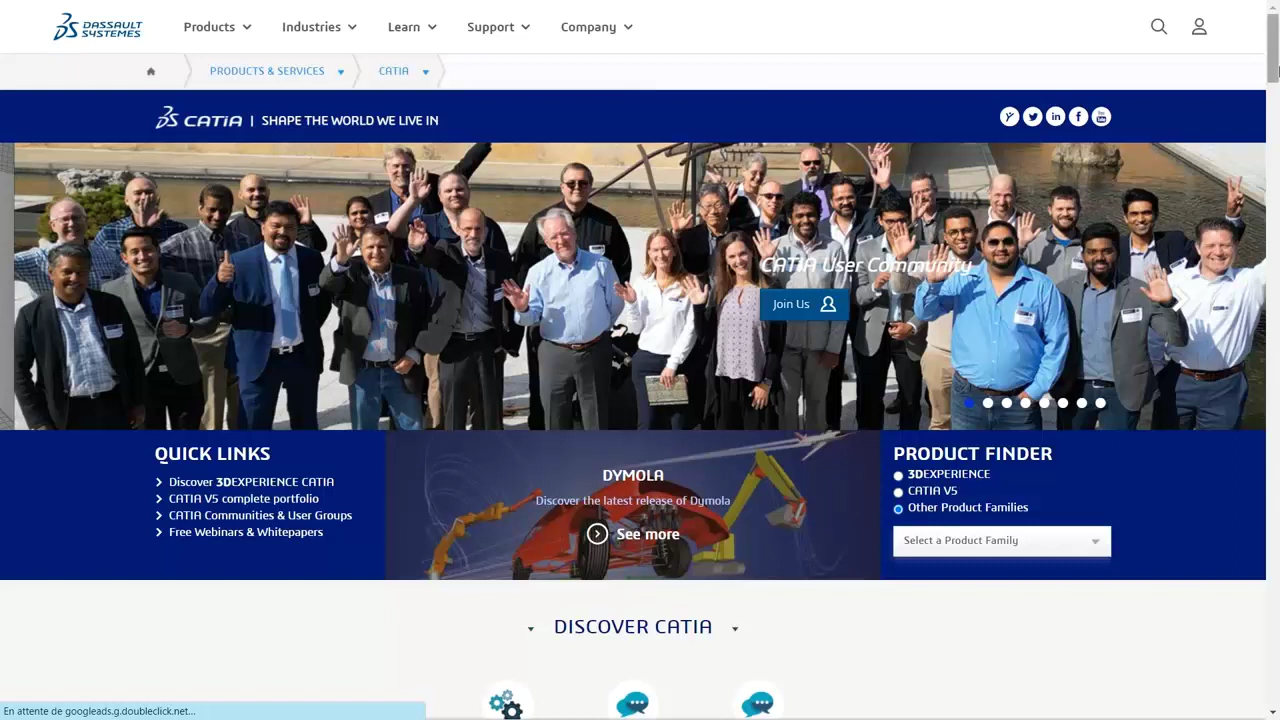 DASSAULT SYSTEMES
Products
Industries
Learn
Support
Company
PRODUCTS & SERVICES
CATIA
CATIA | SHAPE THE WORLD WE LIVE IN
CATIA User Community
Join Us
QUICK LINKS
Discover 3DEXPERIENCE CATIA
CATIA V5 complete portfolio
CATIA Communities & User Groups
Free Webinars & Whitepapers
DYMOLA
Discover the latest release of Dymola
See more
PRODUCT FINDER
3DEXPERIENCE
CATIA V5
Other Product Families
Select a Product Family
DISCOVER CATIA
En attente de googleads.g.doubleclick.net...